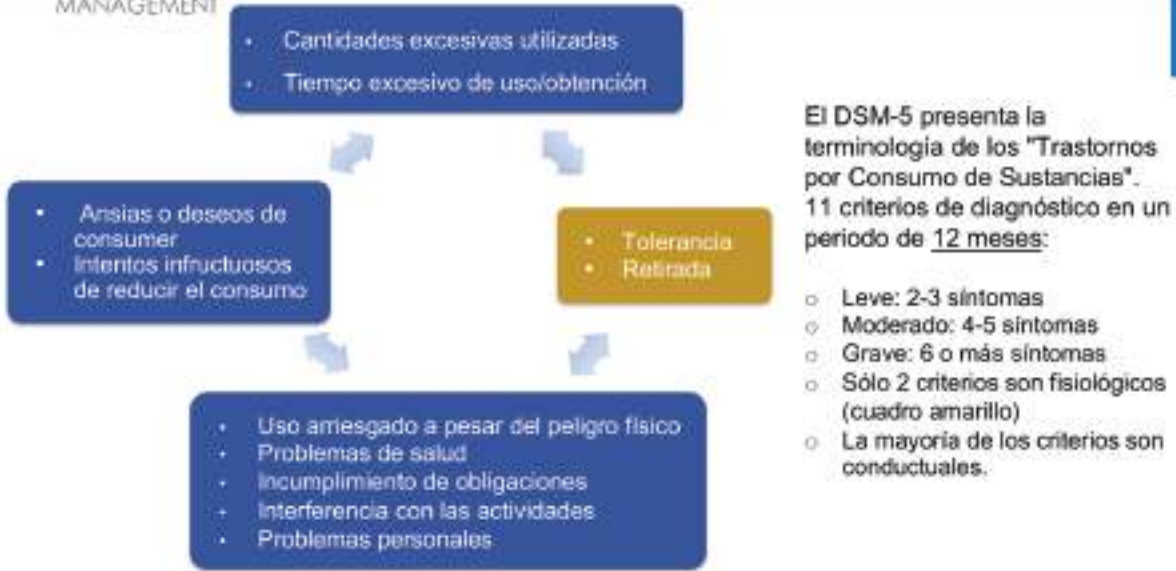 MANAGEMENT
• Cantidades excesivas utilizadas
• Tiempo excesivo de uso/obtención
• Ansias o deseos de
consumer
• Intentos infructuosos
de reducir el consumo
• Tolerancia
• Retirada
• Uso arriesgado a pesar del peligro físico
• Problemas de salud
• Incumplimiento de obligaciones
• Interferencia con las actividades
• Problemas personales
El DSM-5 presenta la
terminología de los "Trastornos
por Consumo de Sustancias".
11 criterios de diagnóstico en un
periodo de 12 meses:
o Leve: 2-3 síntomas
o Moderado: 4-5 síntomas
o Grave: 6 o más síntomas
o Sólo 2 criterios son fisiológicos
(cuadro amarillo)
o La mayoría de los criterios son
conductuales.